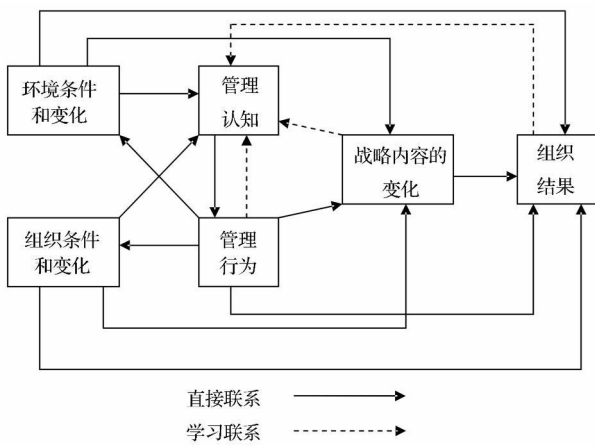 环境条件
和变化
管理
认知
战略内容的
变化
组织
结果
组织条件
和变化
管理
行为
直接联系
学习联系